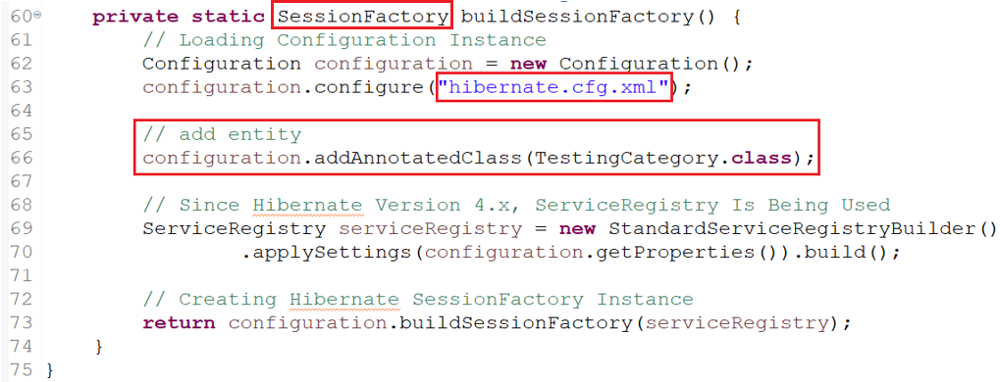 60 private static SessionFactory buildSessionFactory() {
61 // Loading Configuration Instance
62 Configuration configuration = new Configuration();
63 configuration.configure("hibernate.cfg.xml");
64
65 // add entity
66 configuration.addAnnotatedClass(TestingCategory.class);
67
68 // Since Hibernate Version 4.x, ServiceRegistry Is Being Used
69 ServiceRegistry serviceRegistry = new StandardServiceRegistryBuilder()
70 .applySettings(configuration.getProperties()).build();
71
72 // Creating Hibernate SessionFactory Instance
73 return configuration.buildSessionFactory(serviceRegistry);
74 }
75 }